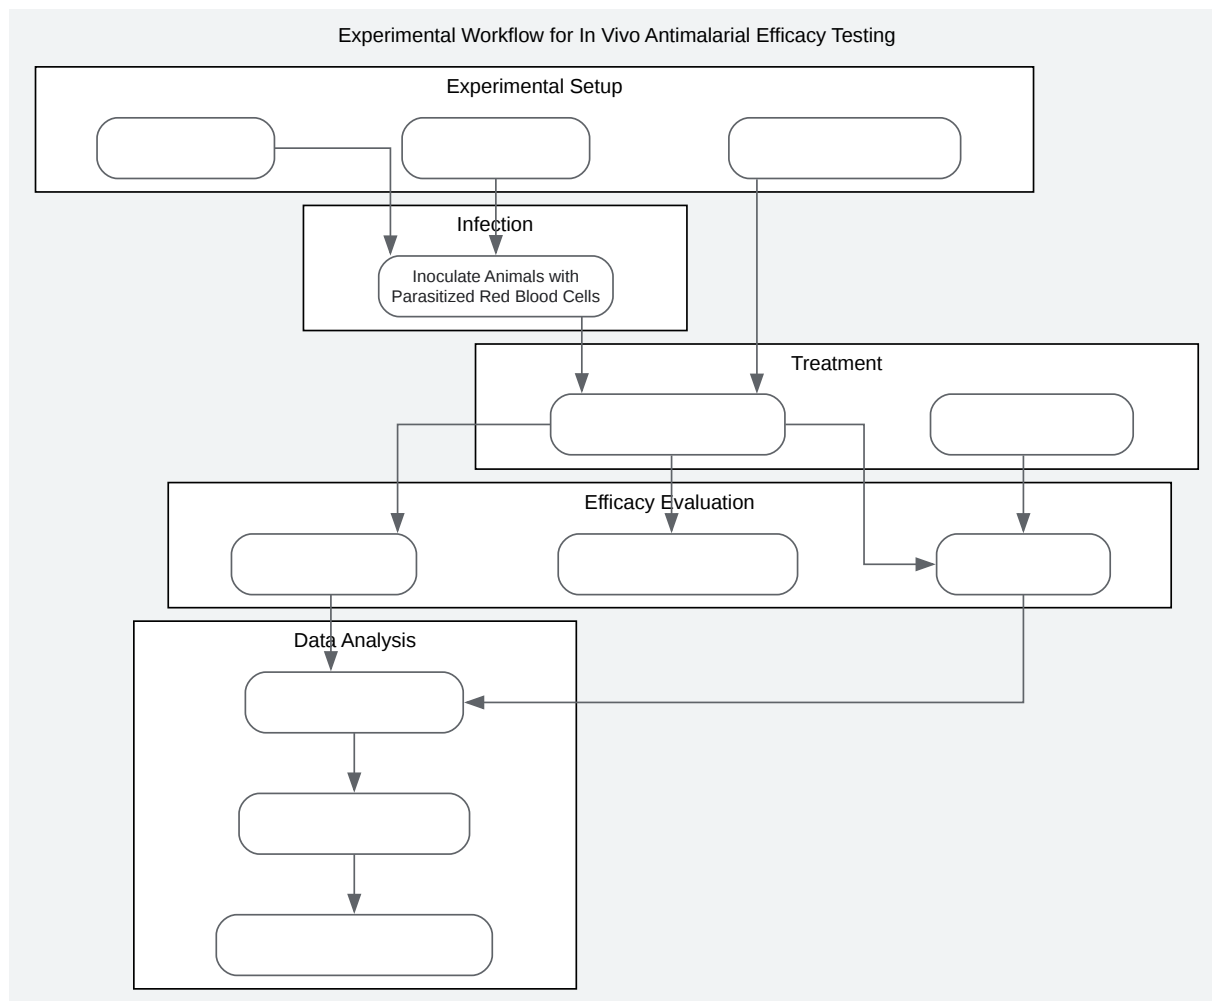 Experimental Workflow for In Vivo Antimalarial Efficacy Testing
Experimental Setup
Infection
Inoculate Animals with
Parasitized Red Blood Cells
Treatment
Efficacy Evaluation
Data Analysis